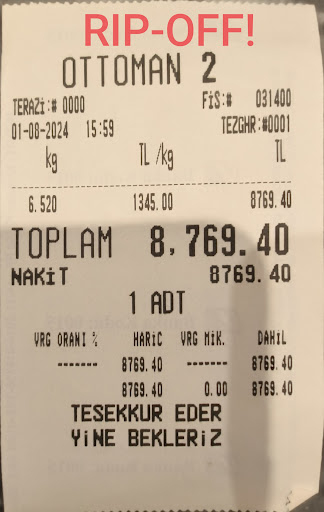 RIP-OFF!
OTTOMAN 2
TERAZİ:# 0000 FİS:# 031400
01-08-2024 15:59 TEZGHR:#0001
kg TL /kg TL
6.520 1345.00 8769.40
TOPLAM 8,769.40
NAKİT 8769.40
1 ADT
VRG ORANI % HARİC VRG MİK. DAHİL
------- 8769.40 ------- 8769.40
8769.40 0.00 8769.40
TESEKKUR EDER
YİNE BEKLERİZ